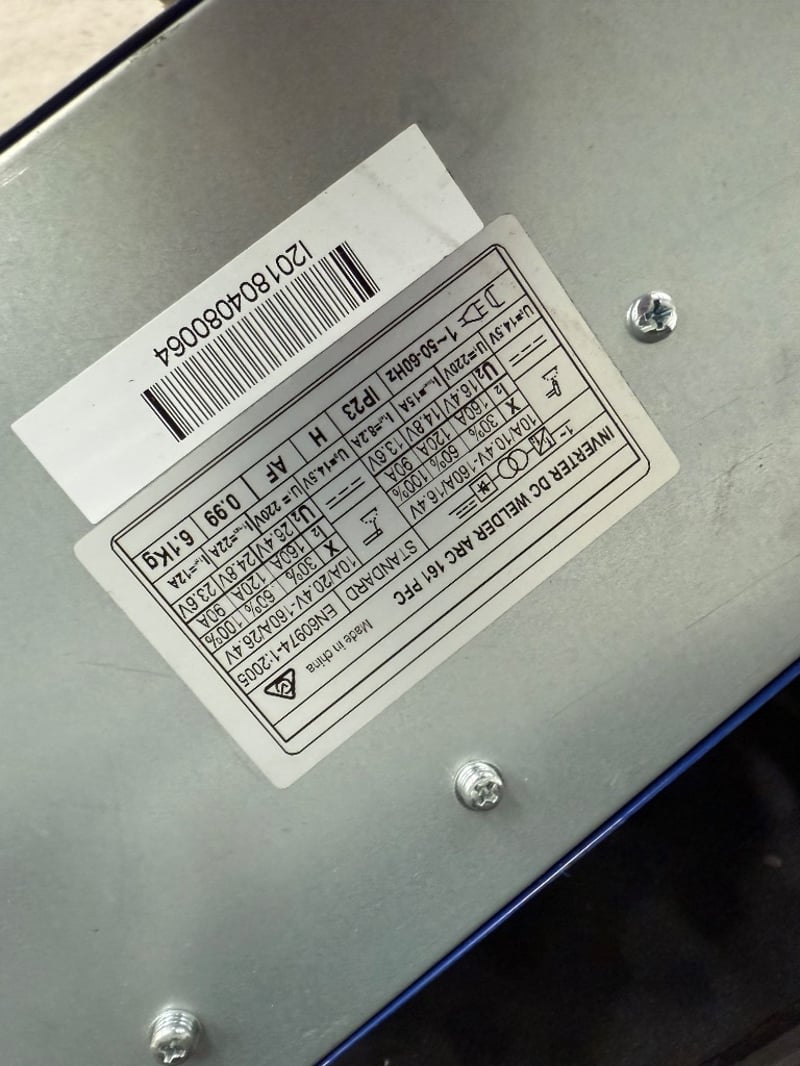 INVERTER DC WELDER ARC 161 PFC Made in china
1~ STANDARD EN60974-1:2005
10A/10.4V-160A/16.4V
X 30% 60% 100%
I₂ 160A 120A 90A
U₂ 16.4V 14.8V 13.6V
U₀=14.5V U₁=220V I₁ₘₐₓ=15A I₁eff=8.2A
10A/20.4V-160A/26.4V
X 30% 60% 100%
I₂ 160A 120A 90A
U₂ 26.4V 24.8V 23.6V
U₀=14.5V U₁=220V I₁ₘₐₓ=22A I₁eff=12A
1~50-60Hz IP23 H AF 0.99 6.1Kg
I201804080064